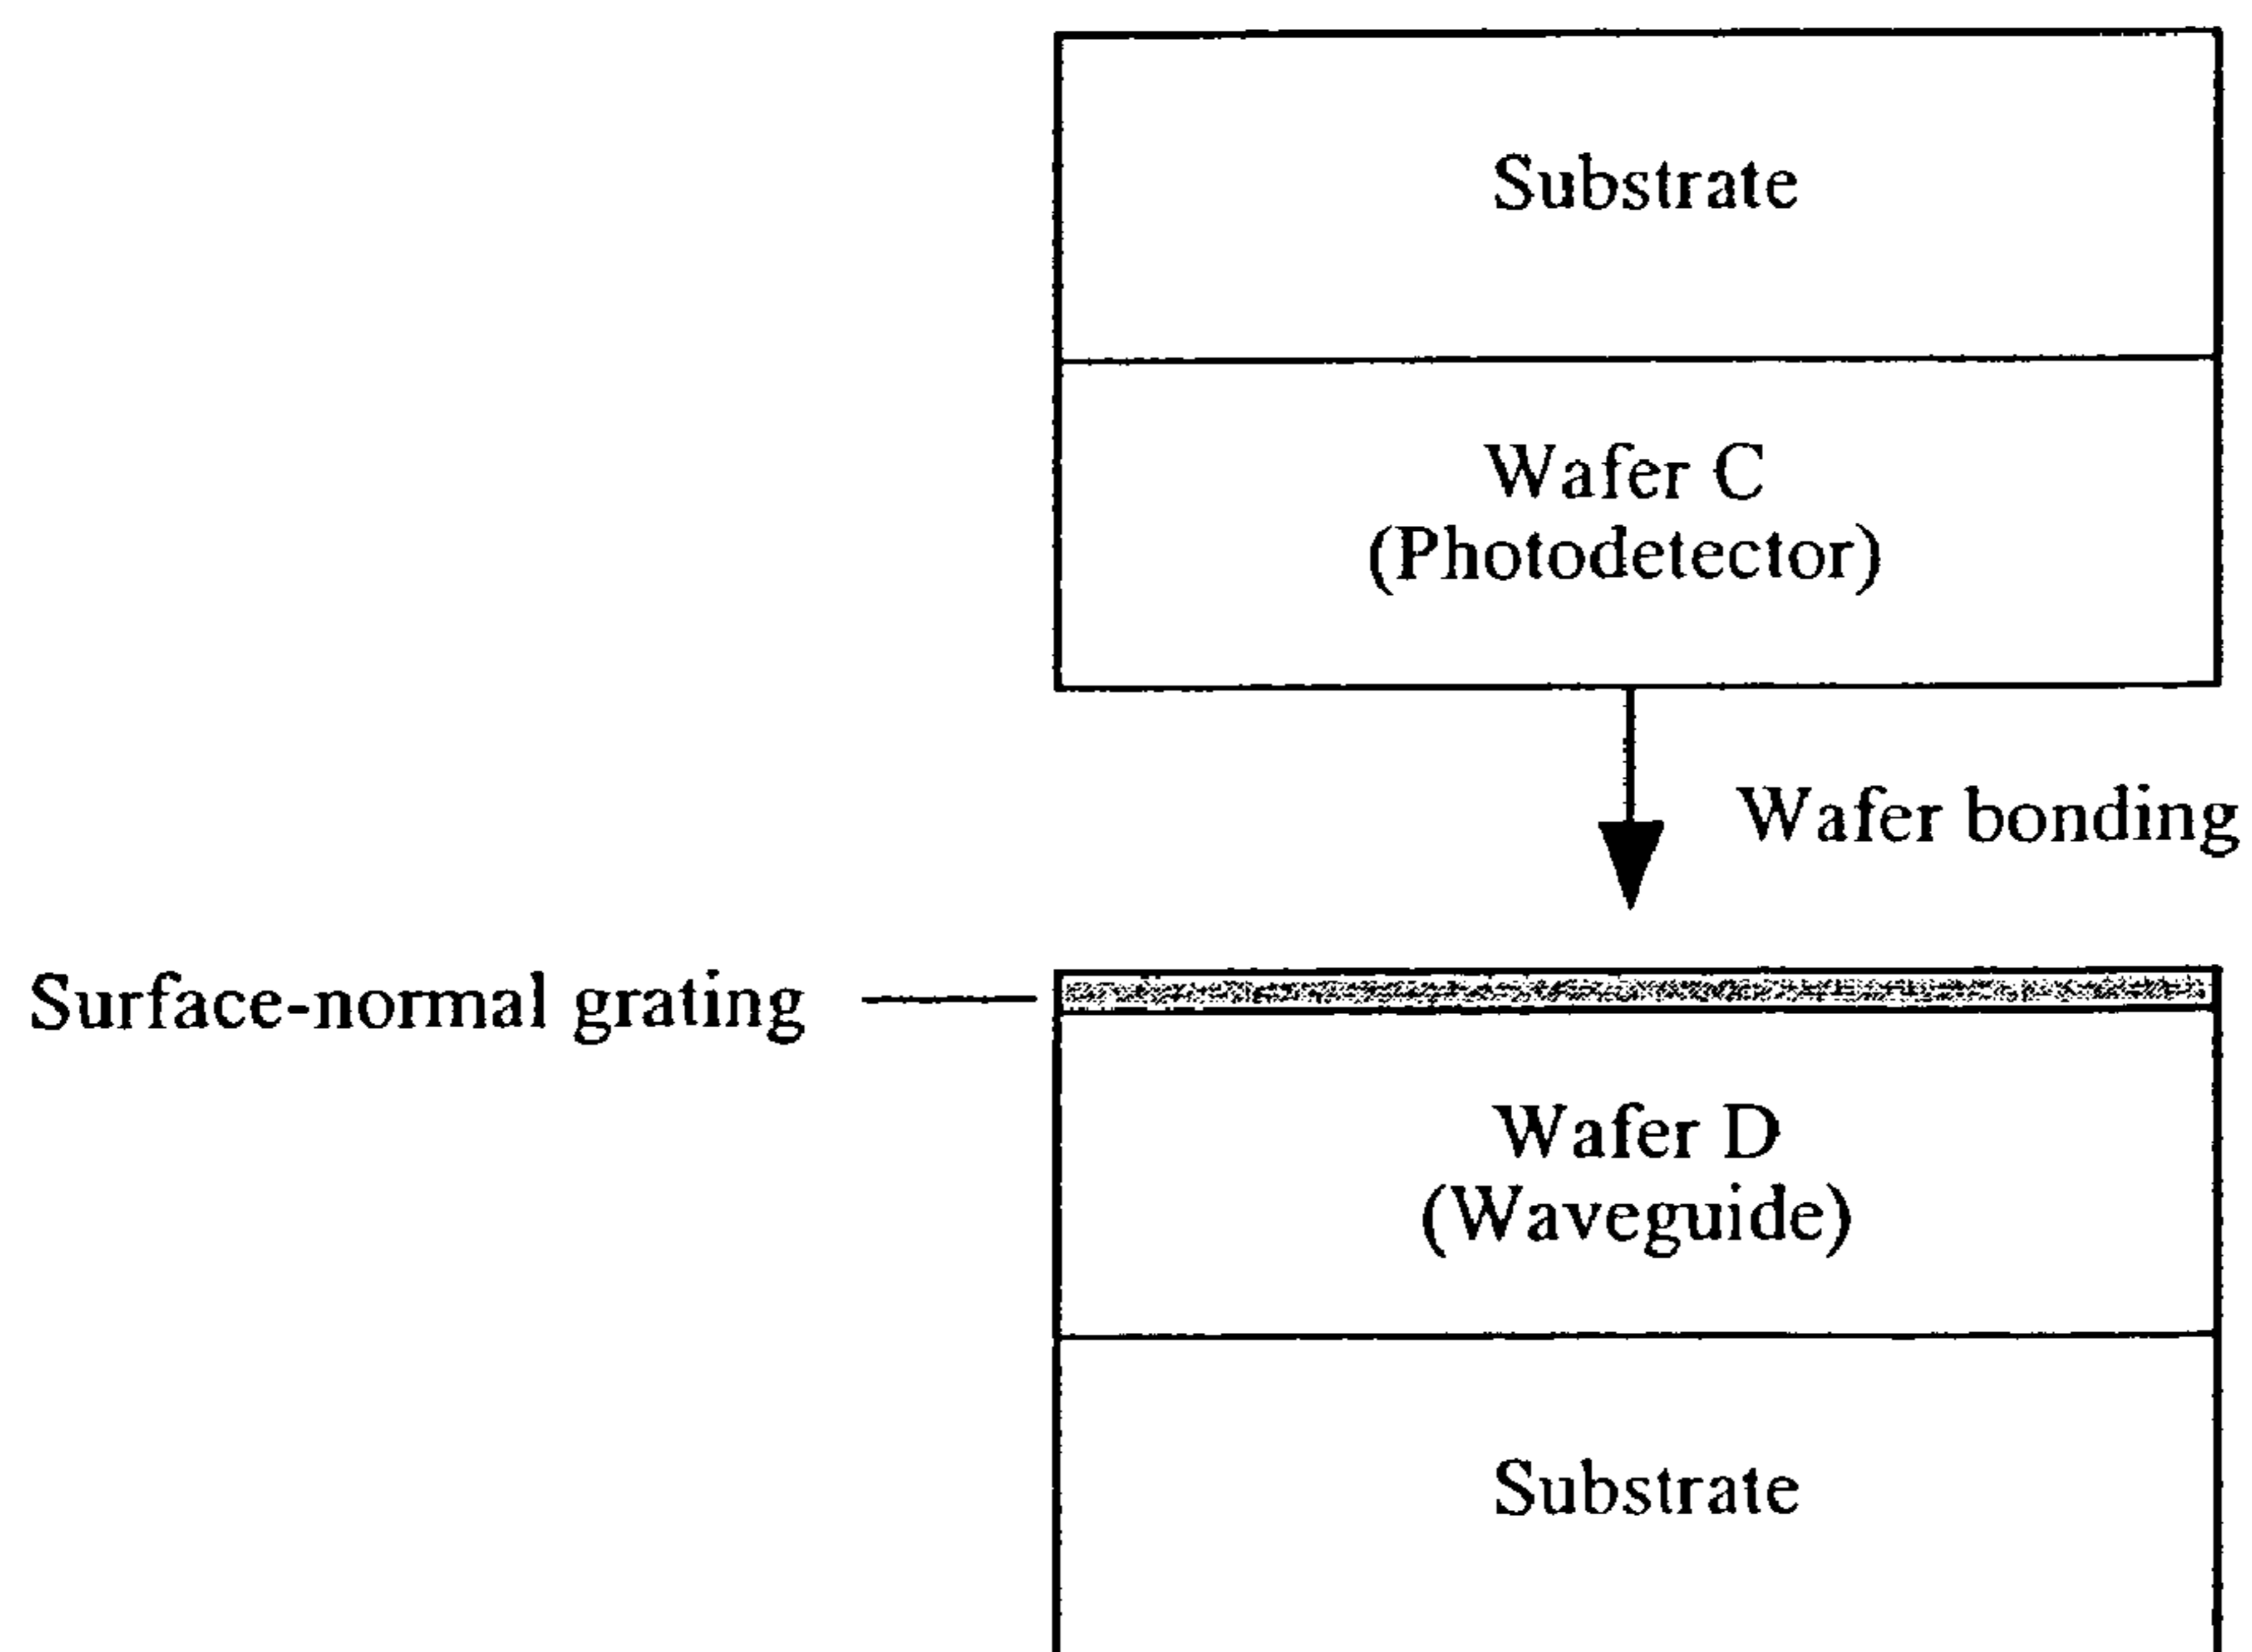 Substrate
Wafer C
(Photodetector)
Wafer bonding
Surface-normal grating
Wafer D
(Waveguide)
Substrate